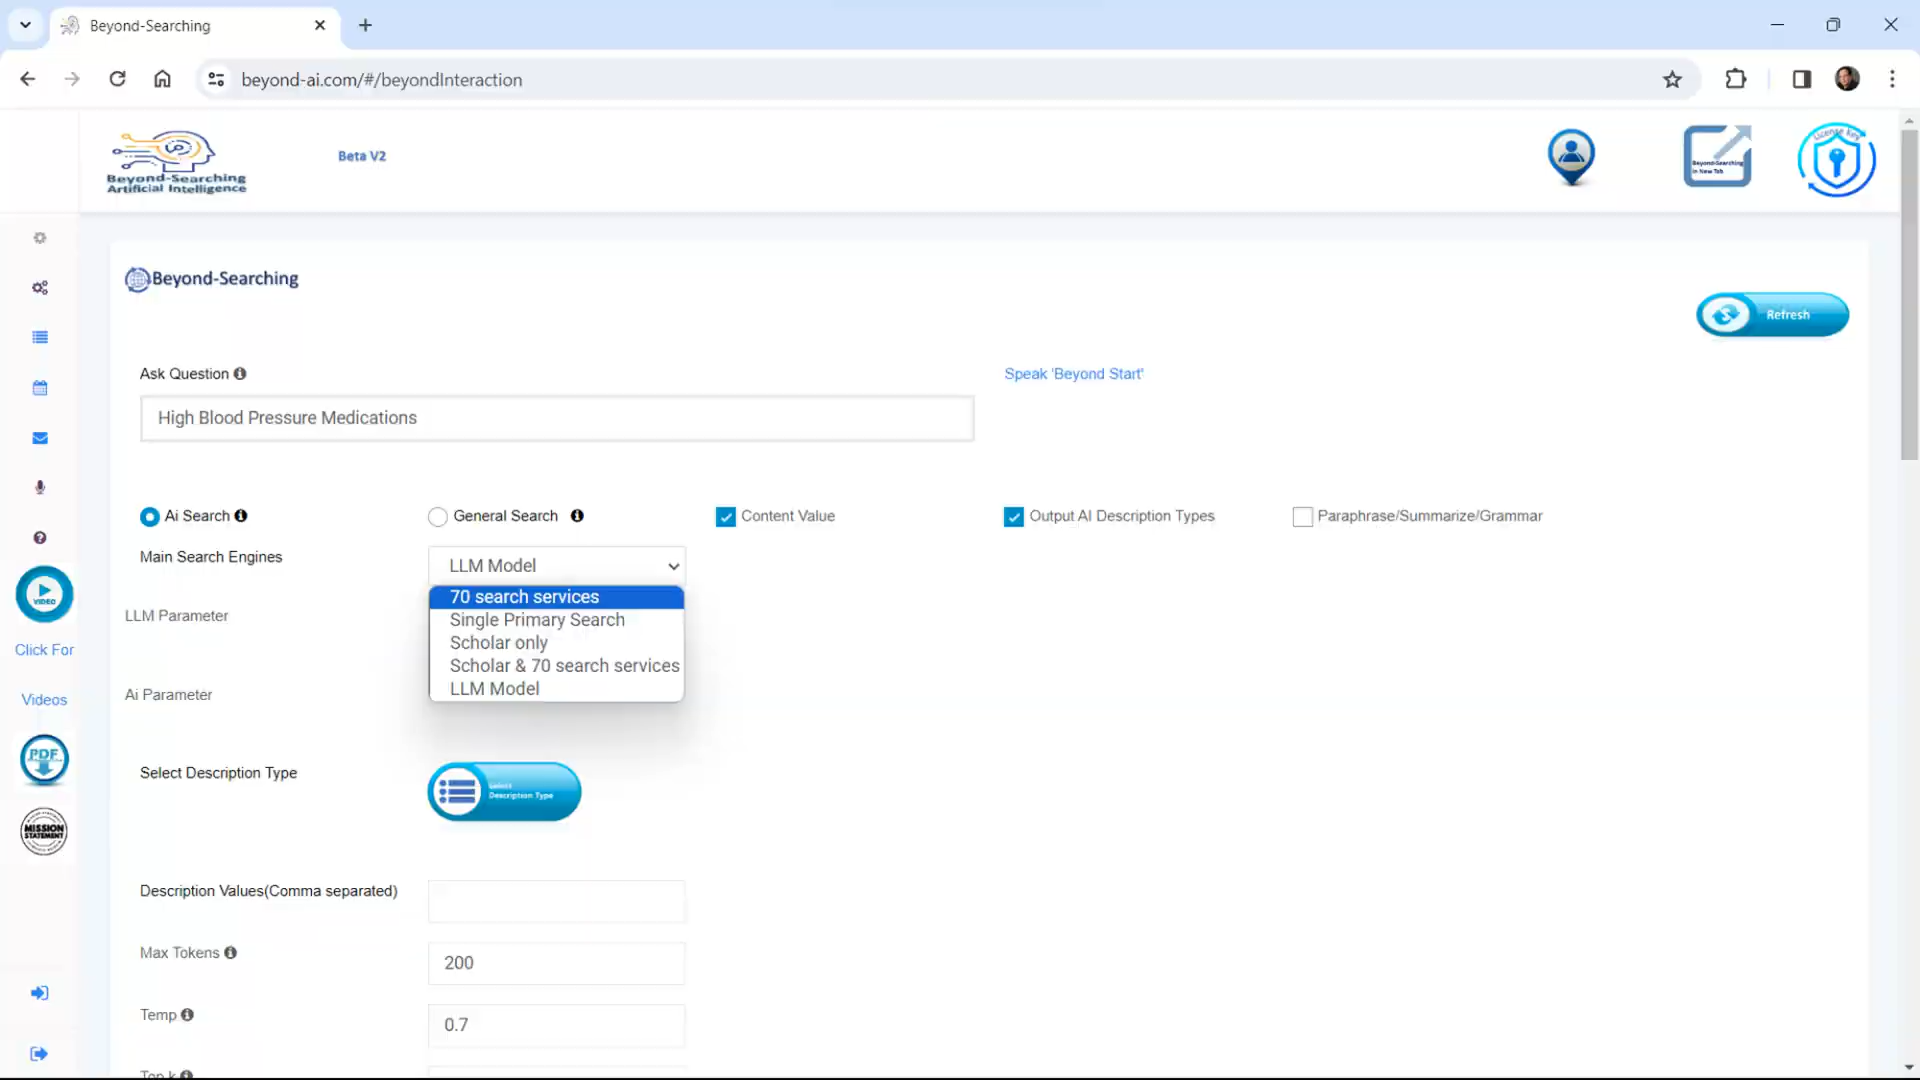 Beyond-Searching
beyond-ai.com/#/beyondInteraction
Beyond-Searching
Artificial Intelligence
Beta V2
Beyond-Searching
In New Tab
License Key
Beyond-Searching
Refresh
Ask Question
Speak 'Beyond Start'
High Blood Pressure Medications
Ai Search
General Search
Content Value
Output AI Description Types
Paraphrase/Summarize/Grammar
Main Search Engines
LLM Model
70 search services
Single Primary Search
Scholar only
Scholar & 70 search services
LLM Model
VIDEO
LLM Parameter
Click For
Videos
Ai Parameter
PDF
Select Description Type
Select
Description Type
MISSION
STATEMENT
Description Values(Comma separated)
Max Tokens
200
Temp
0.7
Top k